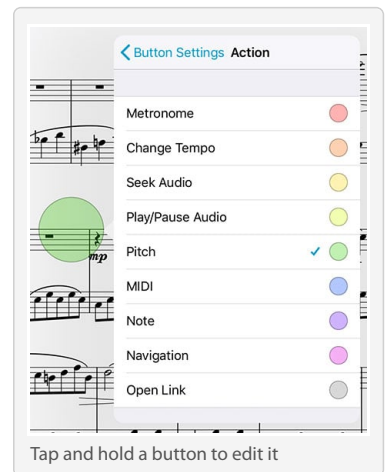 Button Settings Action
Metronome
Change Tempo
Seek Audio
Play/Pause Audio
Pitch
mp
MIDI
Note
Navigation
Open Link
Tap and hold a button to edit it